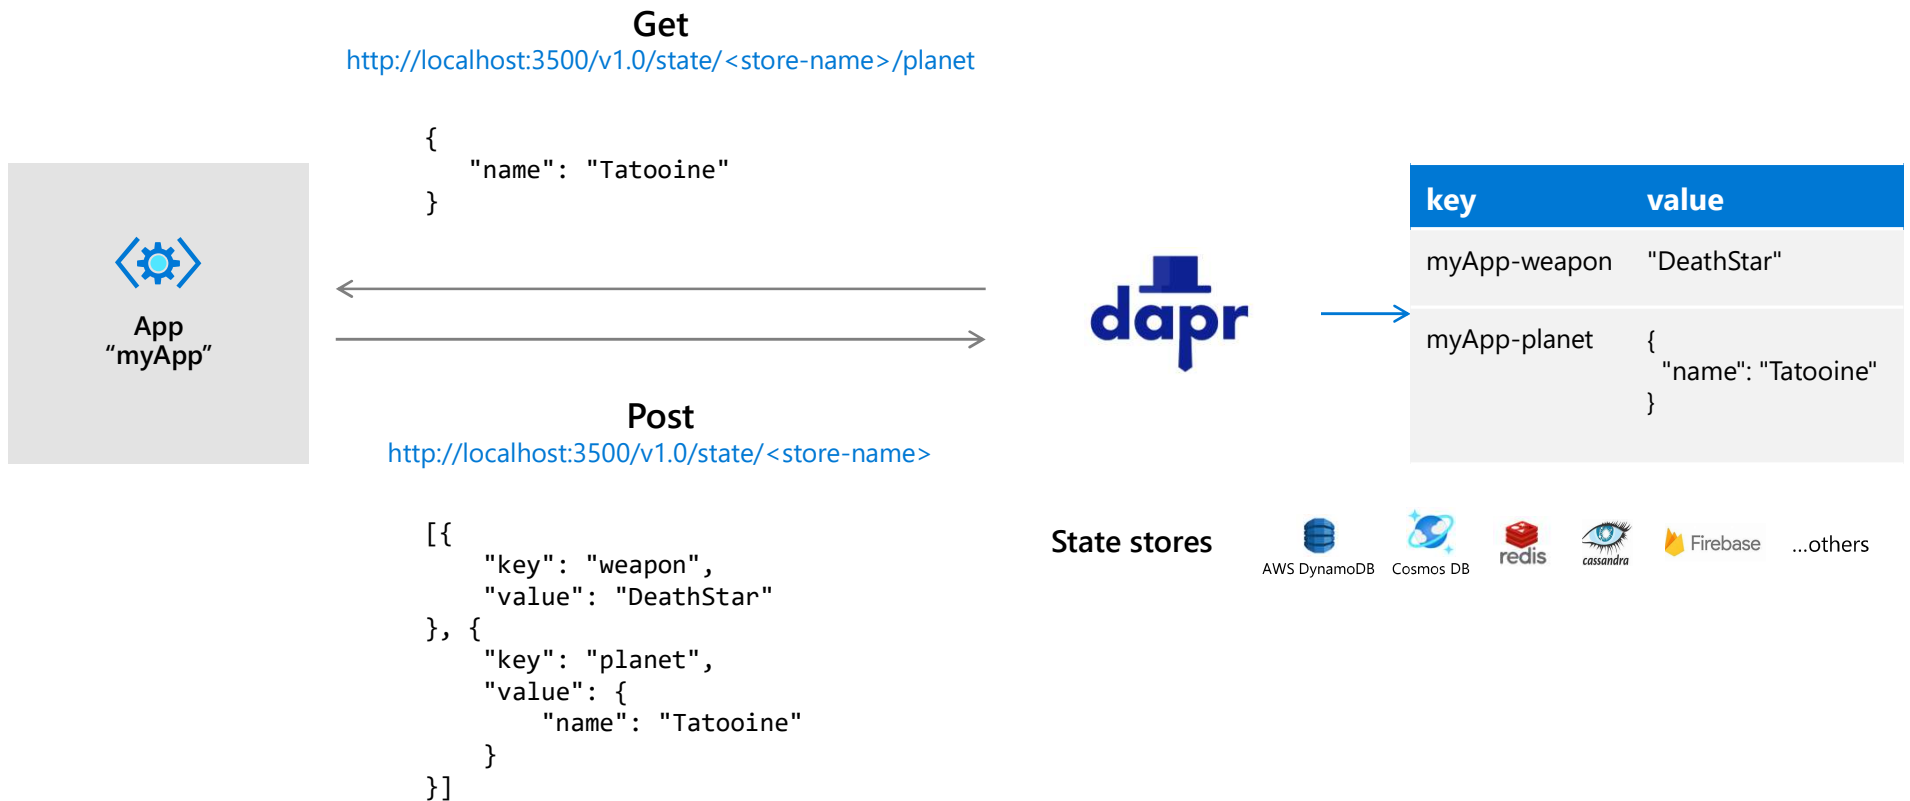 Get
http://localhost:3500/v1.0/state/<store-name>/planet
{
"name": "Tatooine"
}
App
“myApp”
dapr
Post
http://localhost:3500/v1.0/state/<store-name>
[{
"key": "weapon",
"value": "DeathStar"
}, {
"key": "planet",
"value": {
"name": "Tatooine"
}
}]
key value
myApp-weapon "DeathStar"
myApp-planet {
"name": "Tatooine"
}
State stores
AWS DynamoDB
Cosmos DB
redis
cassandra
Firebase
...others